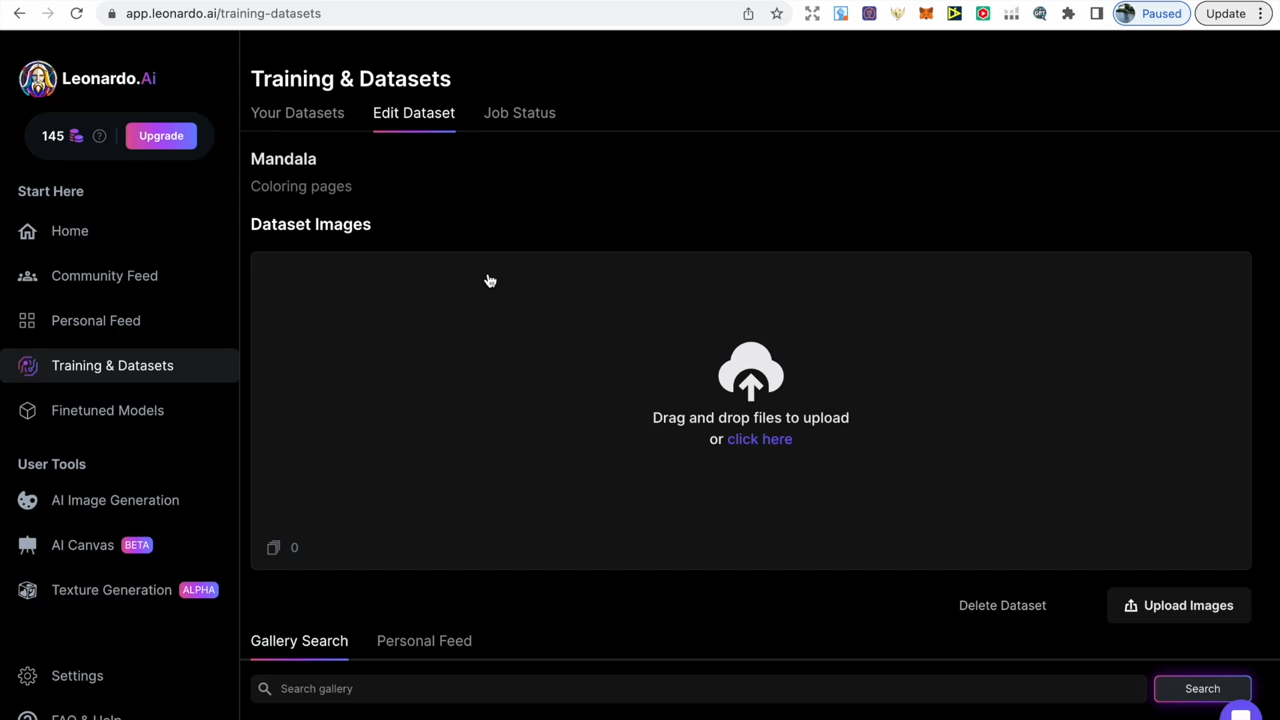 app.leonardo.ai/training-datasets
Paused
Update
Leonardo.Ai
145
Upgrade
Start Here
Home
Community Feed
Personal Feed
Training & Datasets
Finetuned Models
User Tools
AI Image Generation
AI Canvas BETA
Texture Generation ALPHA
Settings
FAQ & Help
Training & Datasets
Your Datasets Edit Dataset Job Status
Mandala
Coloring pages
Dataset Images
Drag and drop files to upload
or click here
0
Delete Dataset
Upload Images
Gallery Search Personal Feed
Search gallery
Search